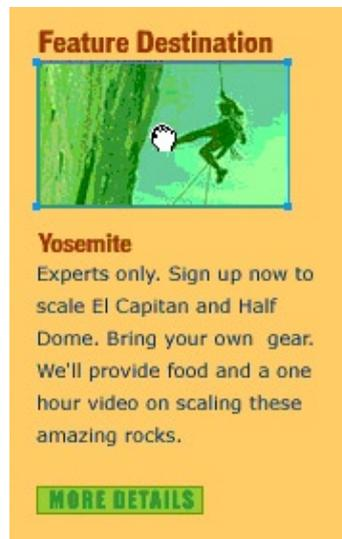 Feature Destination
Yosemite
Experts only. Sign up now to
scale El Capitan and Half
Dome. Bring your own  gear.
We'll provide food and a one
hour video on scaling these
amazing rocks.
MORE DETAILS